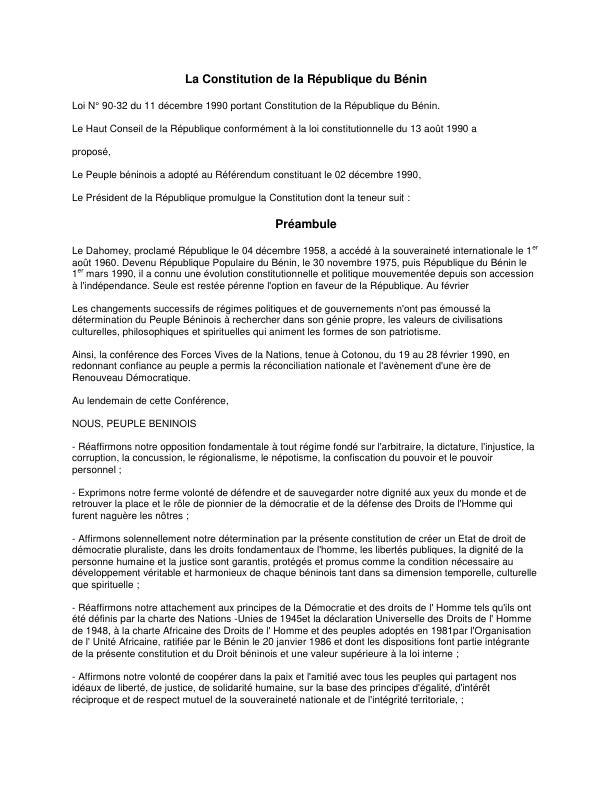 La Constitution de la République du Bénin
Loi N° 90-32 du 11 décembre 1990 portant Constitution de la République du Bénin.
Le Haut Conseil de la République conformément à la loi constitutionnelle du 13 août 1990 a
proposé,
Le Peuple béninois a adopté au Référendum constituant le 02 décembre 1990,
Le Président de la République promulgue la Constitution dont la teneur suit :
Préambule
Le Dahomey, proclamé République le 04 décembre 1958, a accédé à la souveraineté internationale le 1er
août 1960. Devenu République Populaire du Bénin, le 30 novembre 1975, puis République du Bénin le
1er mars 1990, il a connu une évolution constitutionnelle et politique mouvementée depuis son accession
à l'indépendance. Seule est restée pérenne l'option en faveur de la République. Au février
Les changements successifs de régimes politiques et de gouvernements n'ont pas émoussé la
détermination du Peuple Béninois à rechercher dans son génie propre, les valeurs de civilisations
culturelles, philosophiques et spirituelles qui animent les formes de son patriotisme.
Ainsi, la conférence des Forces Vives de la Nations, tenue à Cotonou, du 19 au 28 février 1990, en
redonnant confiance au peuple a permis la réconciliation nationale et l'avènement d'une ère de
Renouveau Démocratique.
Au lendemain de cette Conférence,
NOUS, PEUPLE BENINOIS
- Réaffirmons notre opposition fondamentale à tout régime fondé sur l'arbitraire, la dictature, l'injustice, la
corruption, la concussion, le régionalisme, le népotisme, la confiscation du pouvoir et le pouvoir
personnel ;
- Exprimons notre ferme volonté de défendre et de sauvegarder notre dignité aux yeux du monde et de
retrouver la place et le rôle de pionnier de la démocratie et de la défense des Droits de l'Homme qui
furent naguère les nôtres ;
- Affirmons solennellement notre détermination par la présente constitution de créer un Etat de droit de
démocratie pluraliste, dans les droits fondamentaux de l'homme, les libertés publiques, la dignité de la
personne humaine et la justice sont garantis, protégés et promus comme la condition nécessaire au
développement véritable et harmonieux de chaque béninois tant dans sa dimension temporelle, culturelle
que spirituelle ;
- Réaffirmons notre attachement aux principes de la Démocratie et des droits de l' Homme tels qu'ils ont
été définis par la charte des Nations -Unies de 1945et la déclaration Universelle des Droits de l' Homme
de 1948, à la charte Africaine des Droits de l' Homme et des peuples adoptés en 1981par l'Organisation
de l' Unité Africaine, ratifiée par le Bénin le 20 janvier 1986 et dont les dispositions font partie intégrante
de la présente constitution et du Droit béninois et une valeur supérieure à la loi interne ;
- Affirmons notre volonté de coopérer dans la paix et l'amitié avec tous les peuples qui partagent nos
idéaux de liberté, de justice, de solidarité humaine, sur la base des principes d'égalité, d'intérêt
réciproque et de respect mutuel de la souveraineté nationale et de l'intégrité territoriale, ;